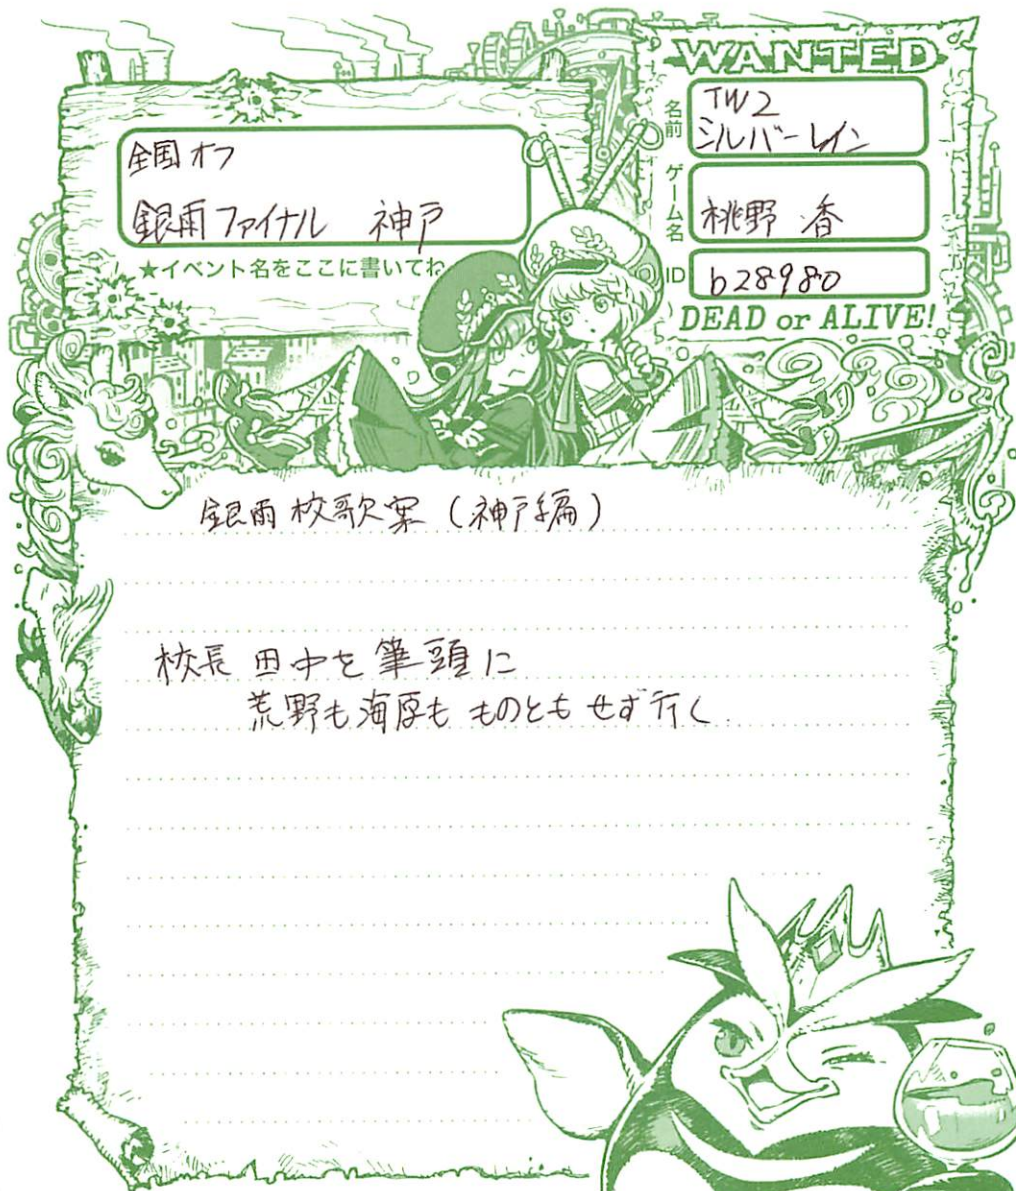 全国オフ
銀雨ファイナル 神戸
★イベント名をここに書いてね
WANTED
名前
TW2
シルバーレイン
ゲーム名
桃野 香
ID
b28980
DEAD or ALIVE!
銀雨校歌案(神戸編)
校長 田中を筆頭に
荒野も海原も ものともせず行く